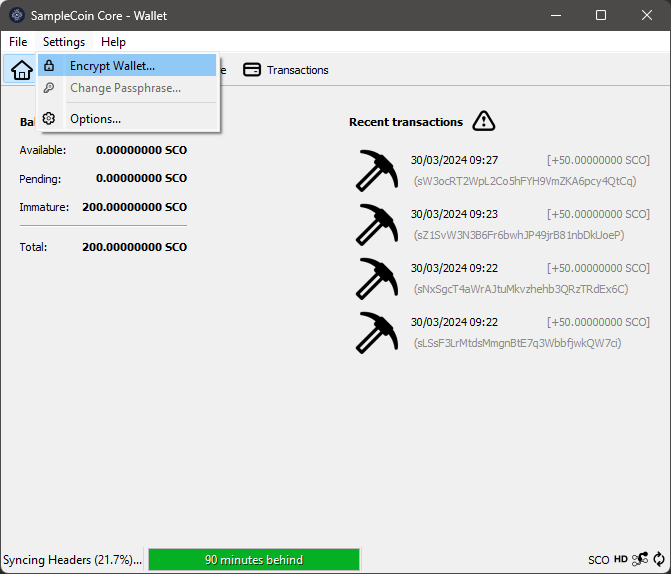 SampleCoin Core - Wallet
File Settings Help
Encrypt Wallet...
Change Passphrase...
Options...
Transactions
Available: 0.00000000 SCO
Pending: 0.00000000 SCO
Immature: 200.00000000 SCO
Total: 200.00000000 SCO
Recent transactions
30/03/2024 09:27 [+50.00000000 SCO]
(sW3ocRT2WpL2Co5hFYH9VmZKA6pcy4QtCq)
30/03/2024 09:23 [+50.00000000 SCO]
(sZ1SvW3N3B6Fr6bwhJP49jrB81nbDkUoeP)
30/03/2024 09:22 [+50.00000000 SCO]
(sNxSgcT4aWrAJtuMkvzhehb3QRzTRdEx6C)
30/03/2024 09:22 [+50.00000000 SCO]
(sLSsF3LrMtdsMmgnBtE7q3WbbfjwkQW7ci)
Syncing Headers (21.7%)... 90 minutes behind SCO HD